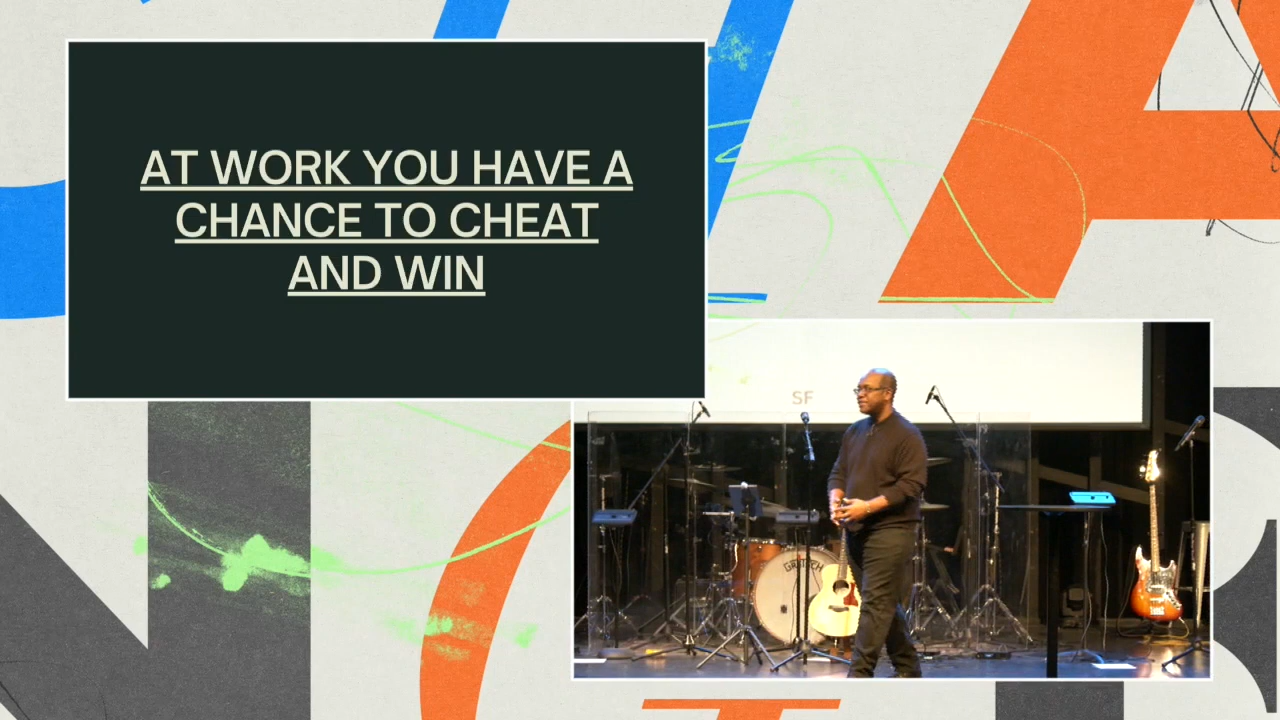 AT WORK YOU HAVE A
CHANCE TO CHEAT
AND WIN
SF
GRETSCH